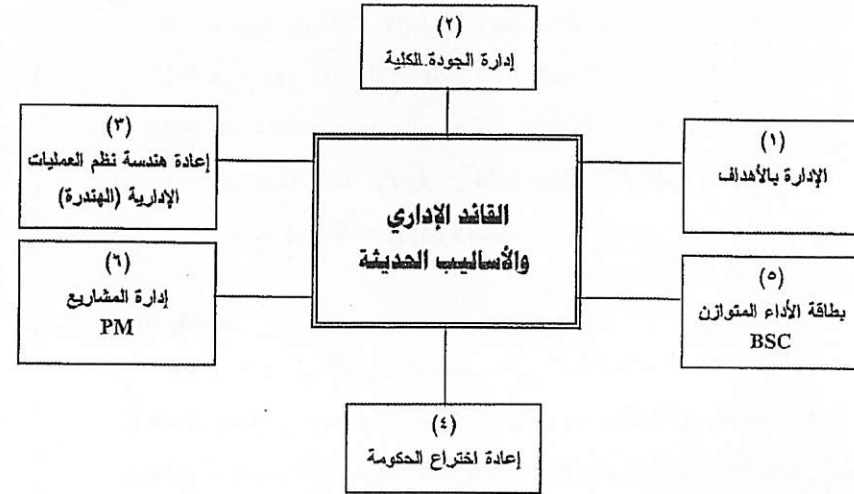 (٢)
إدارة الجودة.الكلية
(١)
الإدارة بالأهداف
(٣)
إعادة هندسة نظم العمليات
الإدارية (الهندرة)
القائد الإداري
والأساليب الحديثة
(٥)
بطاقة الأداء المتوازن
BSC
(٦)
إدارة المشاريع
PM
(٤)
إعادة اختراع الحكومة